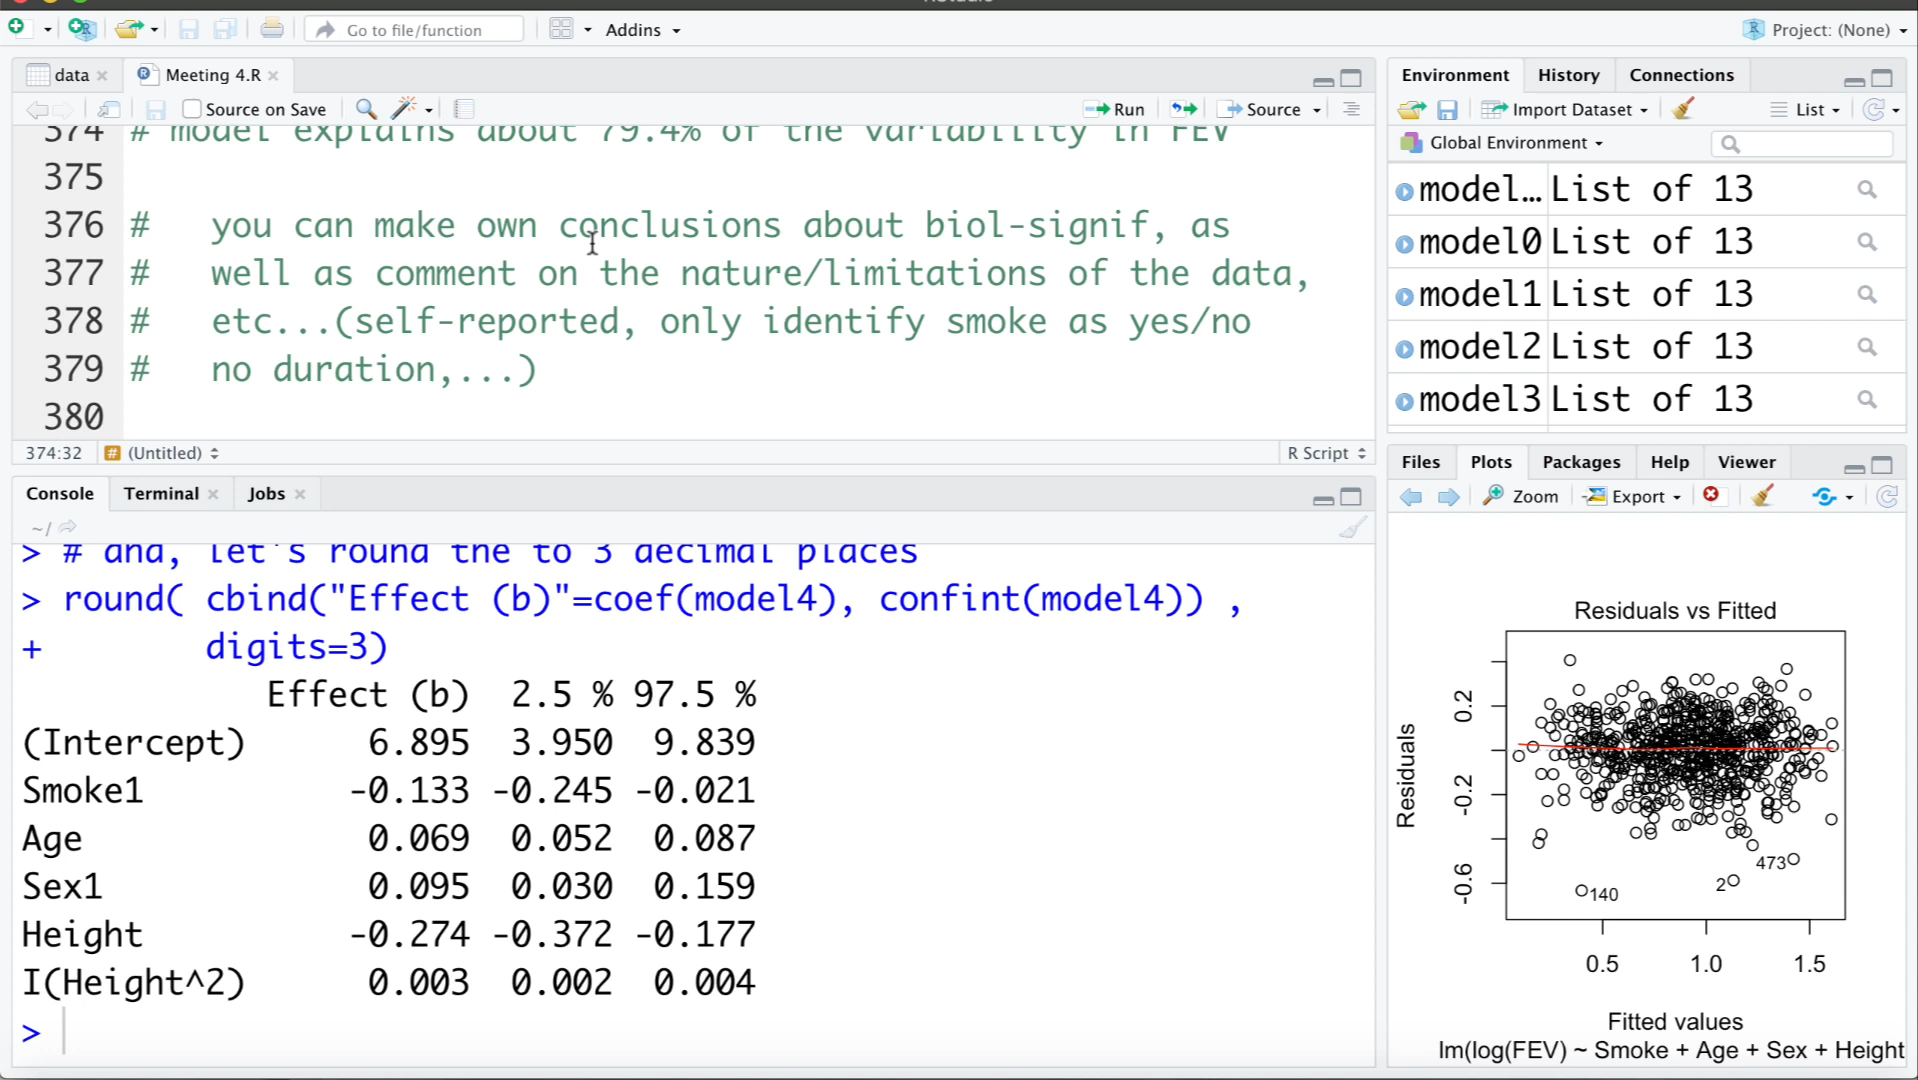 RStudio
Go to file/function
Addins
Project: (None)
data
Meeting 4.R
Source on Save
Run
Source
374 # model explains about 79.4% of the variability in FEV
375
376 #   you can make own conclusions about biol-signif, as
377 #   well as comment on the nature/limitations of the data,
378 #   etc...(self-reported, only identify smoke as yes/no
379 #   no duration,...)
380
374:32 # (Untitled)
R Script
Console Terminal Jobs
~/
> # and, let's round the to 3 decimal places
> round( cbind("Effect (b)"=coef(model4), confint(model4)) ,
+        digits=3)
Effect (b) 2.5 % 97.5 %
(Intercept) 6.895 3.950 9.839
Smoke1 -0.133 -0.245 -0.021
Age 0.069 0.052 0.087
Sex1 0.095 0.030 0.159
Height -0.274 -0.372 -0.177
I(Height^2) 0.003 0.002 0.004
>
Environment History Connections
Import Dataset
List
Global Environment
model… List of 13
model0 List of 13
model1 List of 13
model2 List of 13
model3 List of 13
Files Plots Packages Help Viewer
Zoom Export
Residuals vs Fitted
Residuals
0.2
-0.2
-0.6
473
2
140
0.5 1.0 1.5
Fitted values
lm(log(FEV) ~ Smoke + Age + Sex + Height